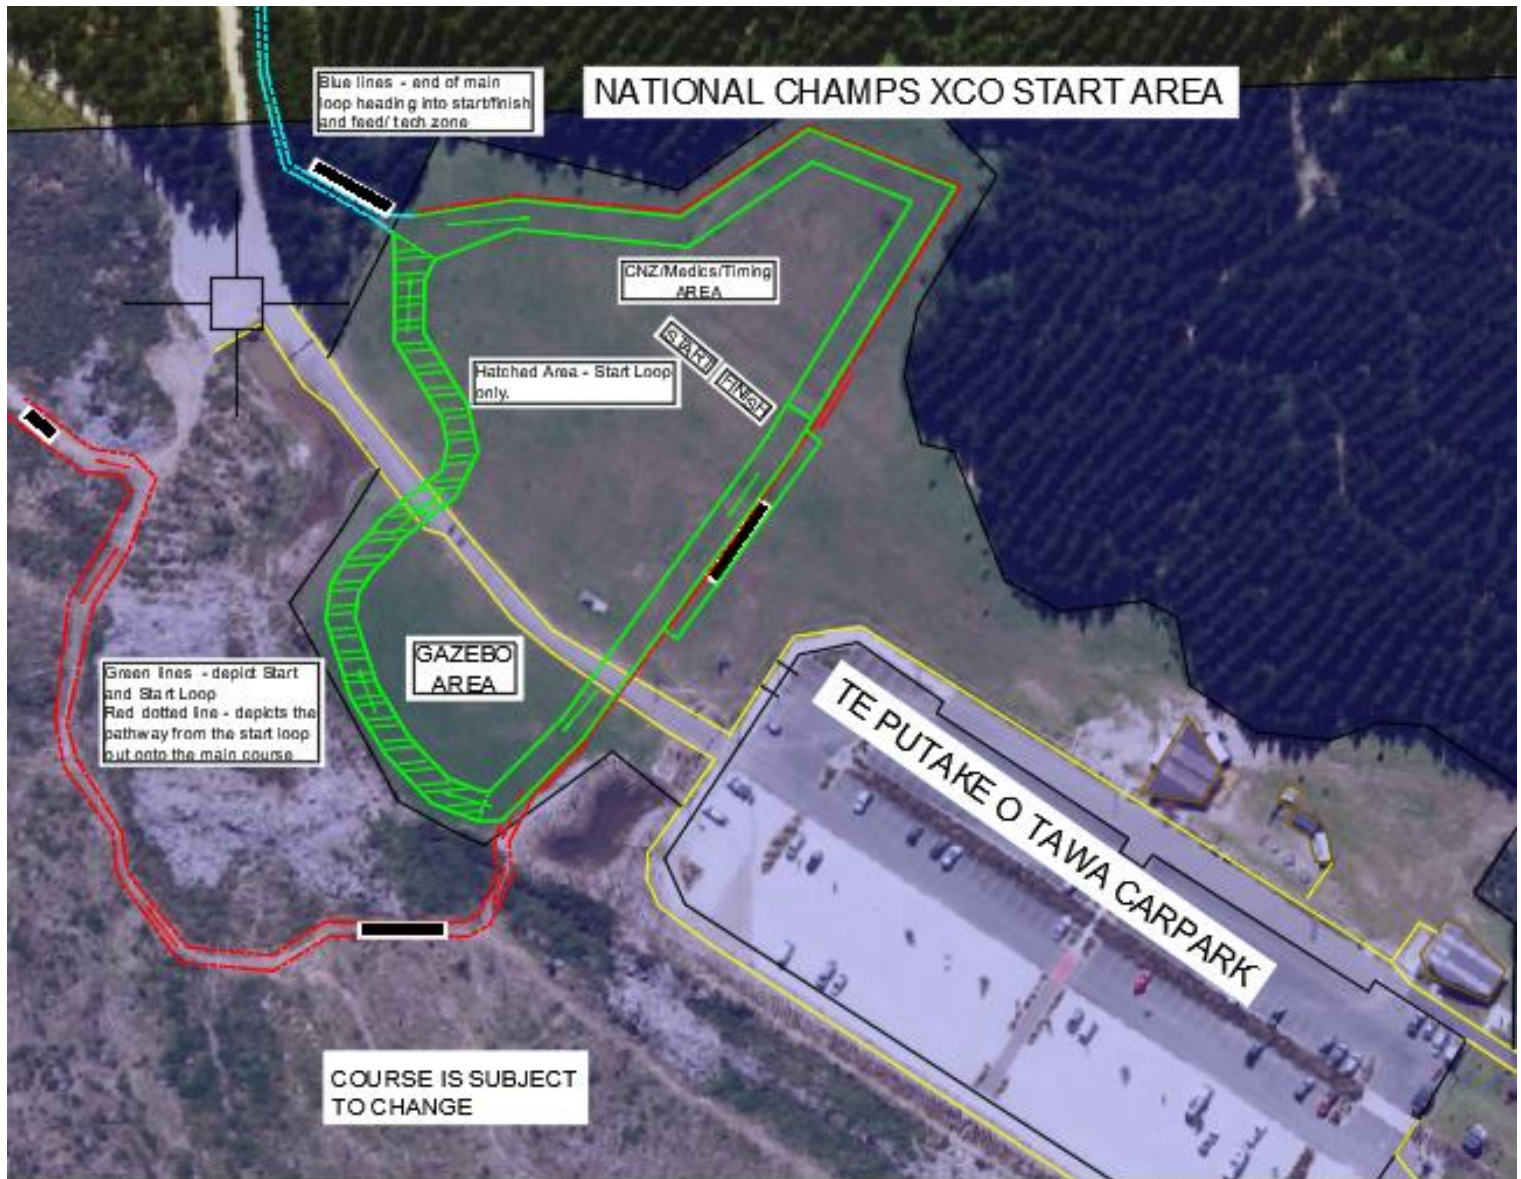 Blue lines - end of main
loop heading into start/finish
and feed/ tech zone
NATIONAL CHAMPS XCO START AREA
CNZ/Medics/Timing
AREA
START FINISH
Hatched Area - Start Loop
only.
GAZEBO
AREA
Green lines - depict Start
and Start Loop
Red dotted line - depicts the
pathway from the start loop
out onto the main course
TE PUTAKE O TAWA CARPARK
COURSE IS SUBJECT
TO CHANGE